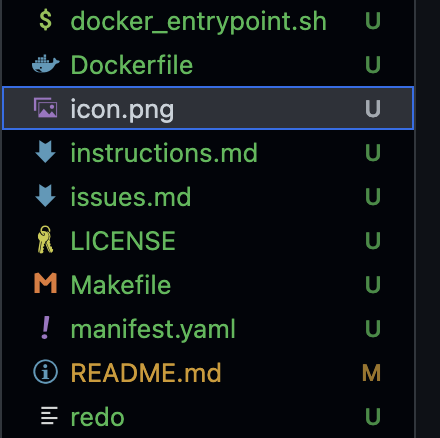 $ docker_entrypoint.sh U
Dockerfile U
icon.png U
instructions.md U
issues.md U
LICENSE U
M Makefile U
! manifest.yaml U
README.md M
redo U